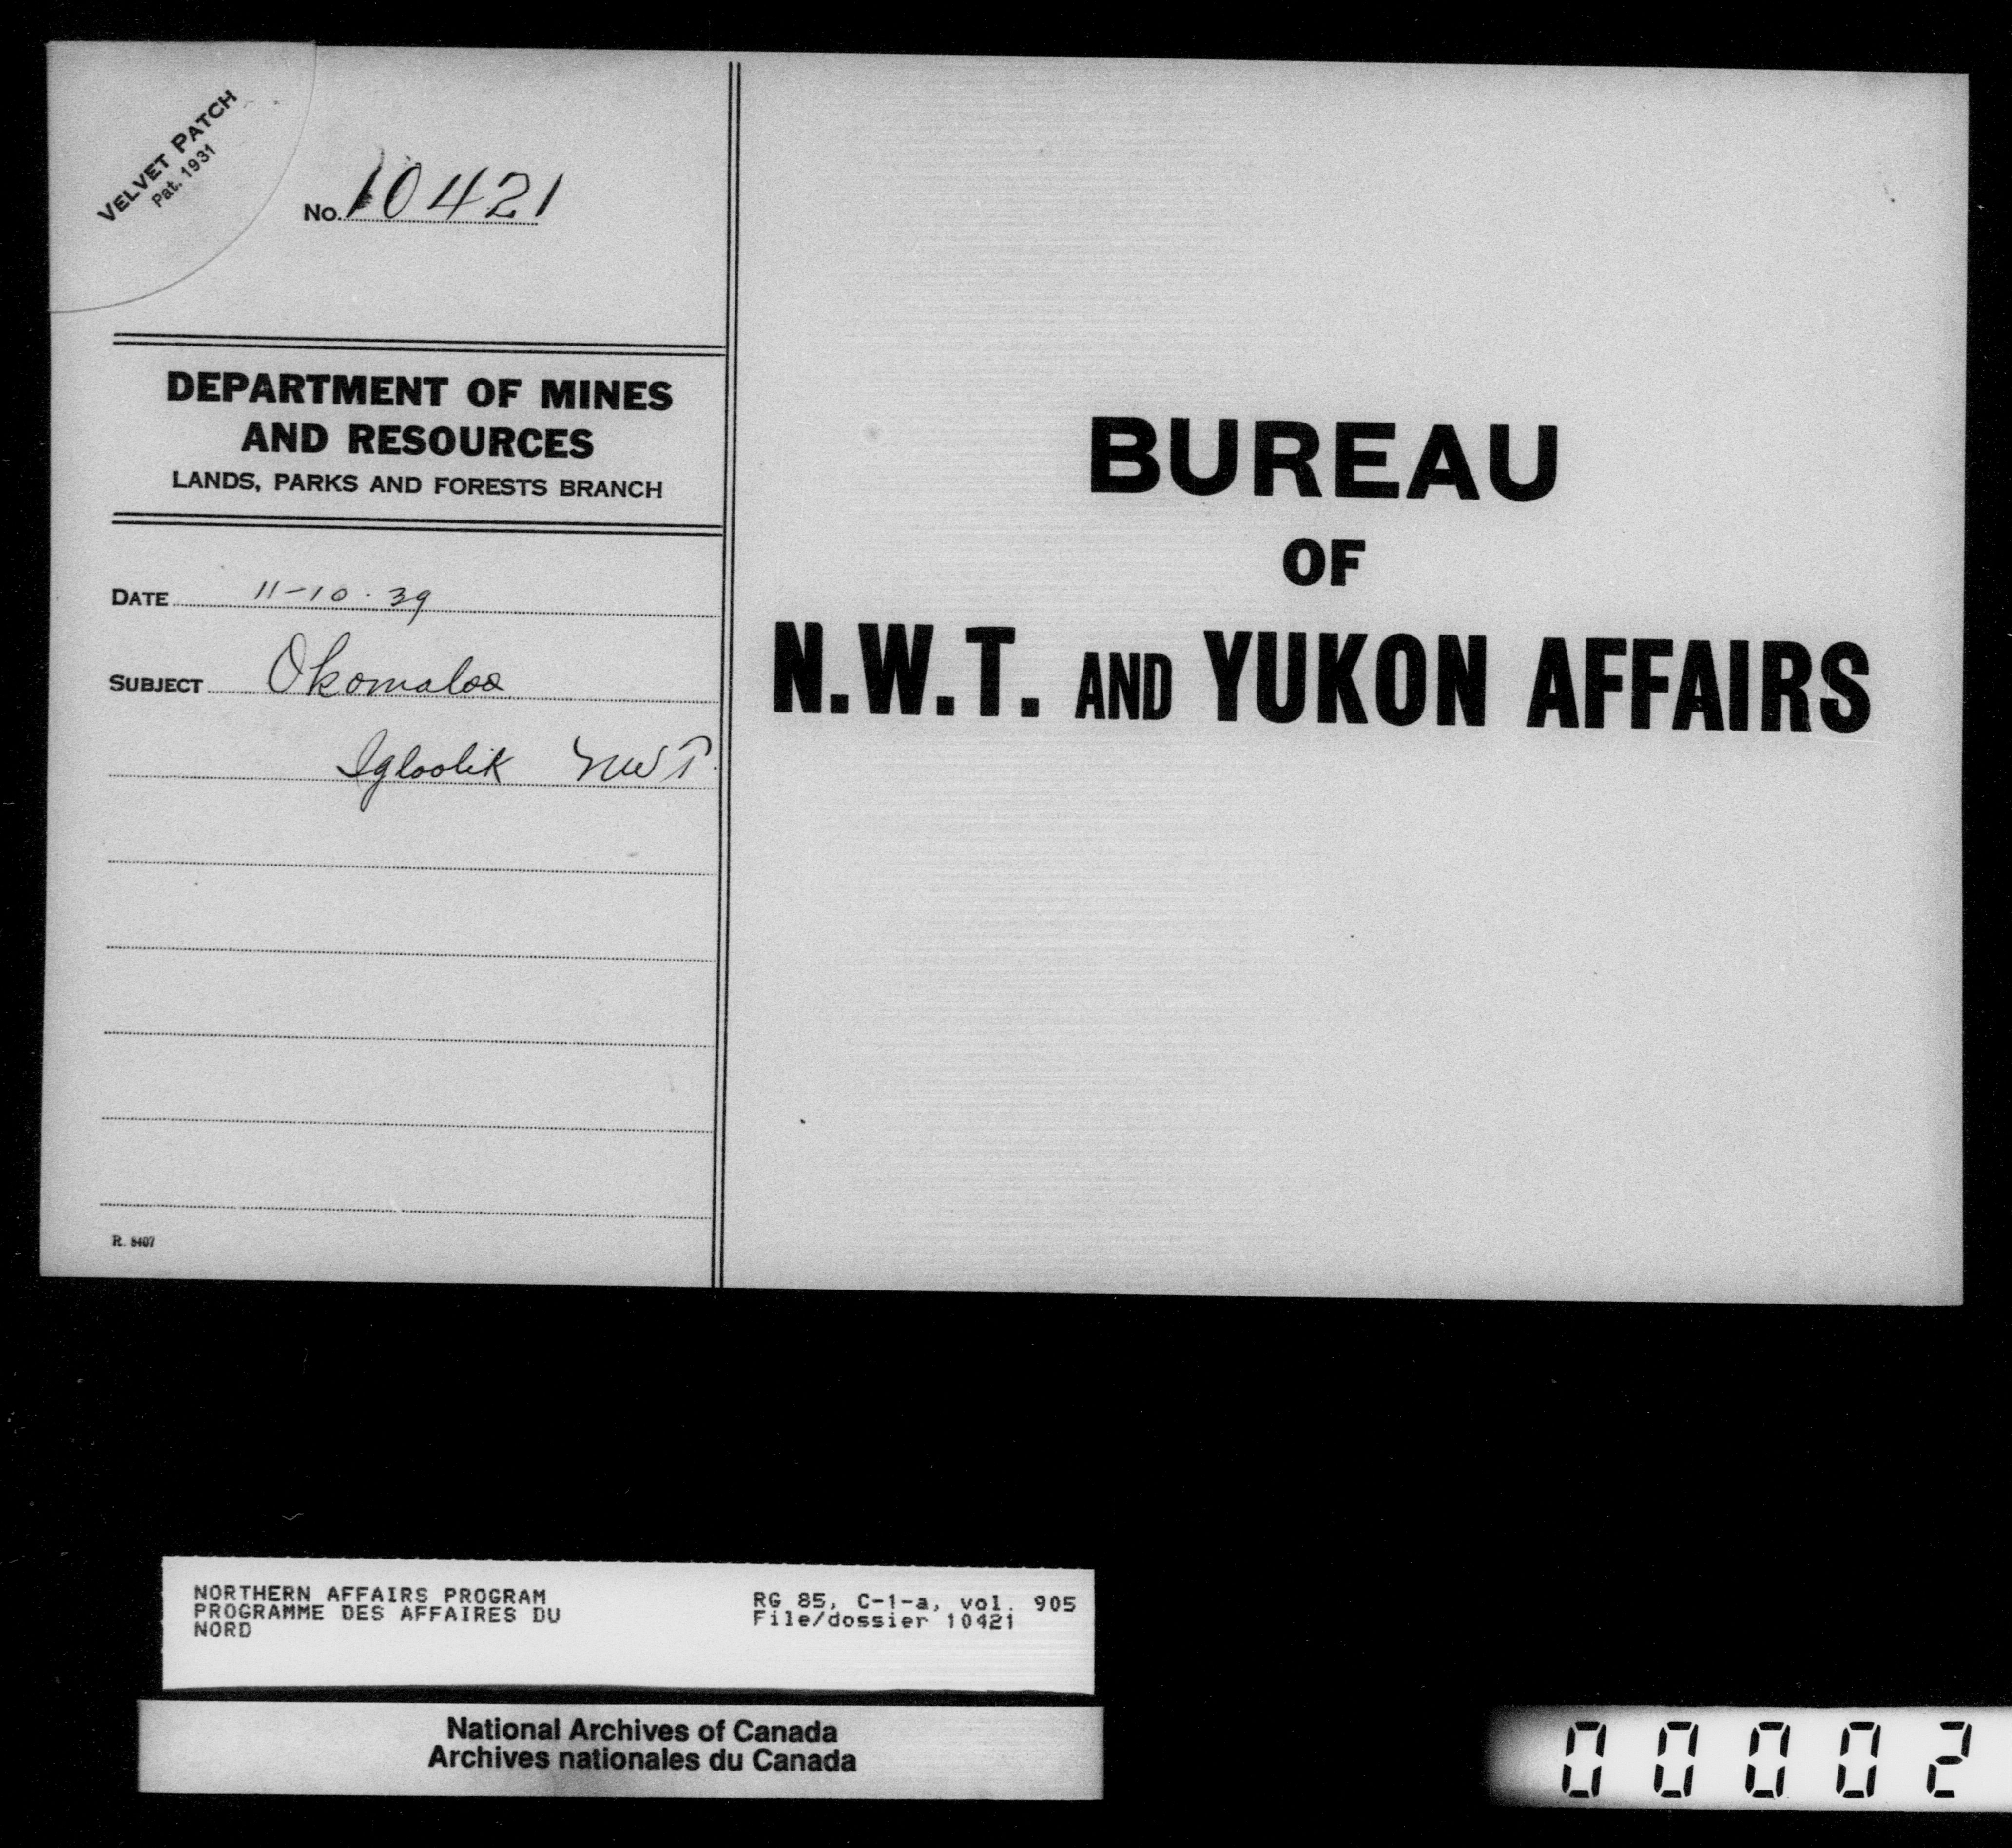 VELVET PATCH
Pat. 1931
No. 10421
DEPARTMENT OF MINES
AND RESOURCES
LANDS, PARKS AND FORESTS BRANCH
DATE 11-10.39
SUBJECT Okomaloo
Igloolik NWT.
R. 8407
BUREAU
OF
N.W.T. AND YUKON AFFAIRS
NORTHERN AFFAIRS PROGRAM
PROGRAMME DES AFFAIRES DU
NORD
RG 85, C-1-a, vol. 905
File/dossier 10421
National Archives of Canada
Archives nationales du Canada
00002